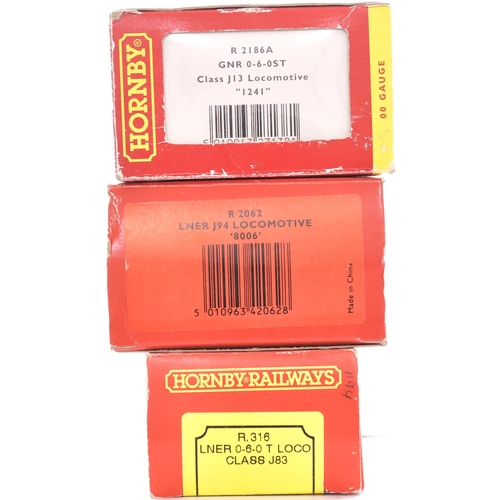 HORNBY®
R 2186A
GNR 0-6-0ST
Class J13 Locomotive
"1241"
00 GAUGE
R 2062
LNER J94 LOCOMOTIVE
'8006'
5 010963 420628
Made in China
HORNBY®RAILWAYS
R.316
LNER 0-6-0 T LOCO
CLASS J83